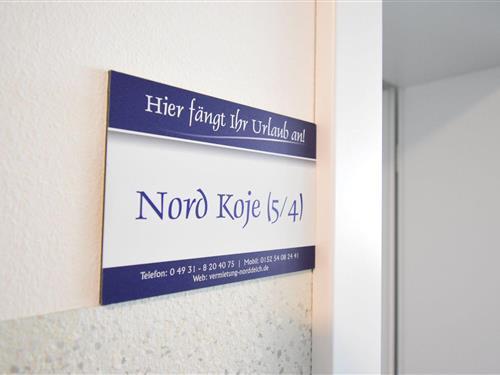 Hier fängt Ihr Urlaub an!
Nord Koje (5/4)
Telefon: 0 49 31 - 8 20 40 75 | Mobil: 0152 54 08 24 41
Web: vermietung-norddeich.de